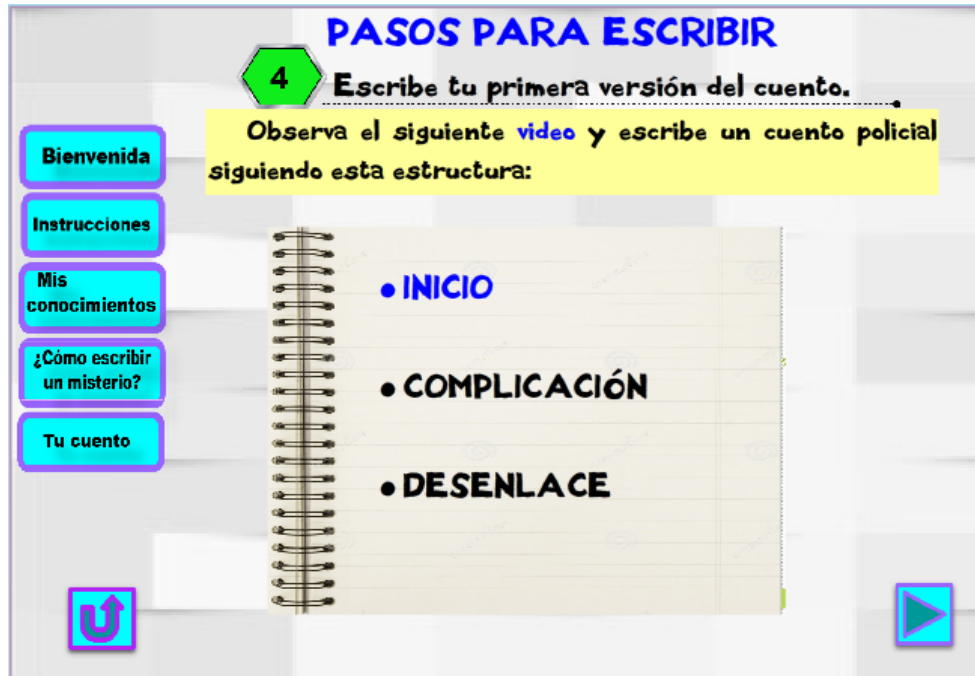 PASOS PARA ESCRIBIR
4
Escribe tu primera versión del cuento.
Observa el siguiente video y escribe un cuento policial
siguiendo esta estructura:
Bienvenida
Instrucciones
Mis
conocimientos
¿Cómo escribir
un misterio?
Tu cuento
• INICIO
• COMPLICACIÓN
• DESENLACE